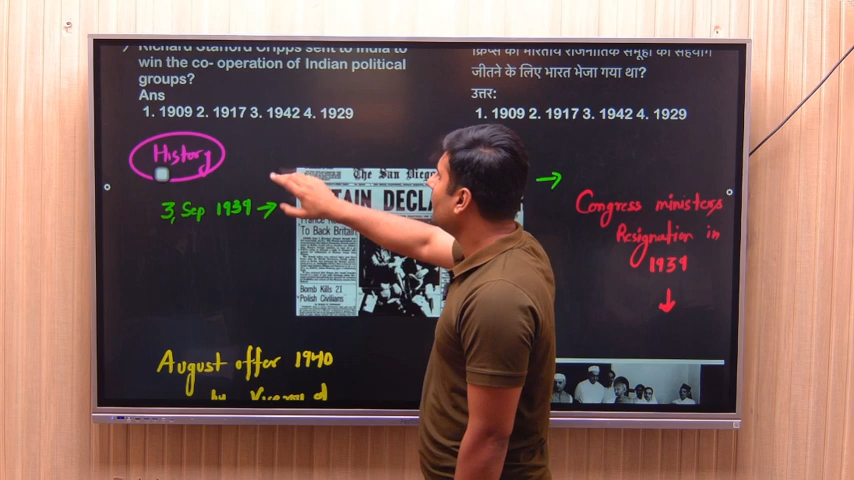 Richard Stafford Cripps sent to India to
win the co- operation of Indian political
groups?
Ans
1. 1909 2. 1917 3. 1942 4. 1929
क्रिप्स को भारतीय राजनीतिक समूहों का सहयोग
जीतने के लिए भारत भेजा गया था?
उत्तर:
1. 1909 2. 1917 3. 1942 4. 1929
History
3, Sep 1939 →
The San Diego
TAIN DECLA
To Back Britain
Bomb Kills 21
Polish Civilians
→
Congress ministers
Resignation in
1939
↓
August offer 1940
by Viceroy